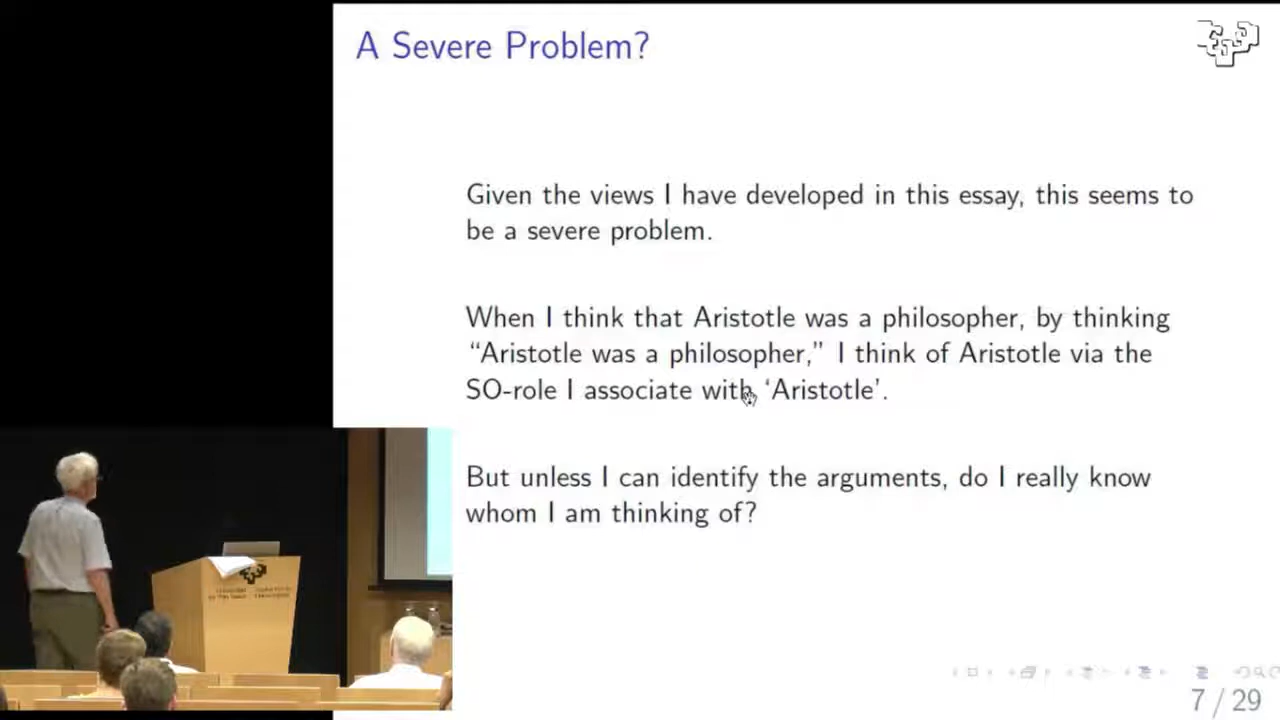 A Severe Problem?
Given the views I have developed in this essay, this seems to
be a severe problem.
When I think that Aristotle was a philosopher, by thinking
“Aristotle was a philosopher,” I think of Aristotle via the
SO-role I associate with ‘Aristotle’.
But unless I can identify the arguments, do I really know
whom I am thinking of?
7 / 29